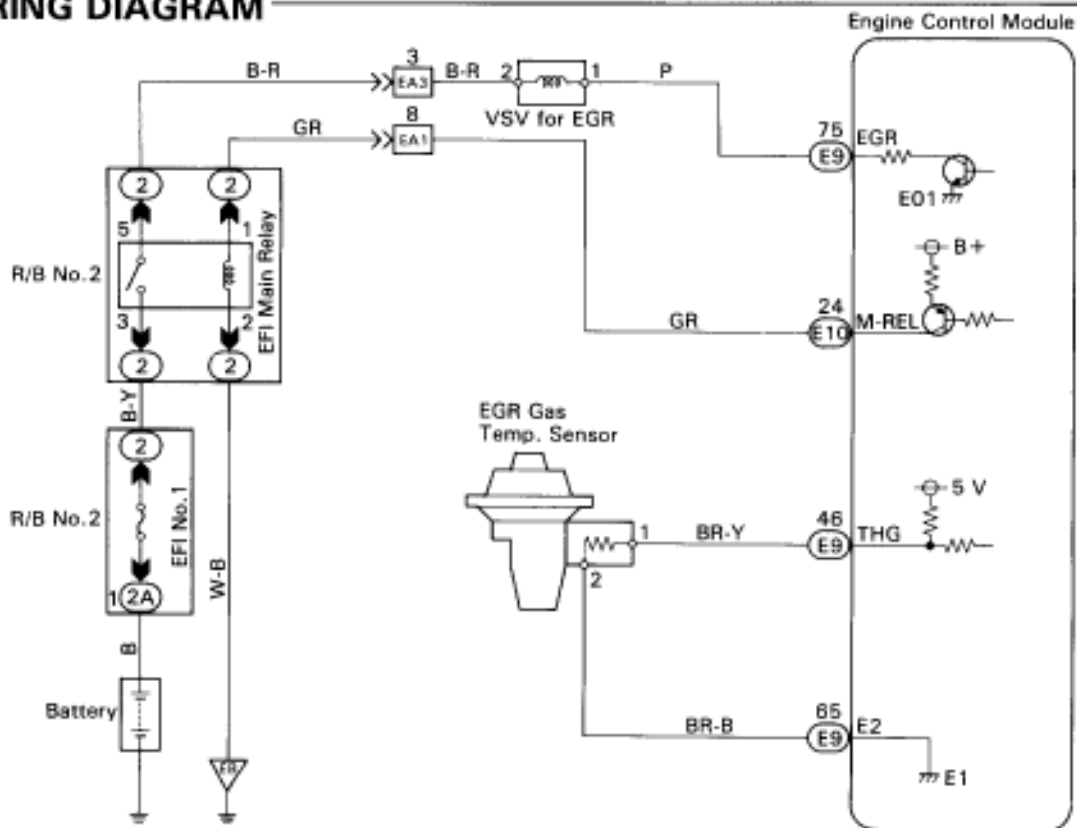 RING DIAGRAM
Engine Control Module
B-R
3
EA3
B-R
2
1
P
VSV for EGR
GR
8
EA1
75
E9
EGR
E01
2
2
5
1
R/B No.2
EFI Main Relay
3
2
2
2
B+
GR
24
E10
M-REL
B-Y
2
R/B No.2
EFI No.1
1
2A
W-B
B
Battery
EGR Gas
Temp. Sensor
1
2
BR-Y
46
E9
THG
5 V
BR-B
65
E9
E2
E1